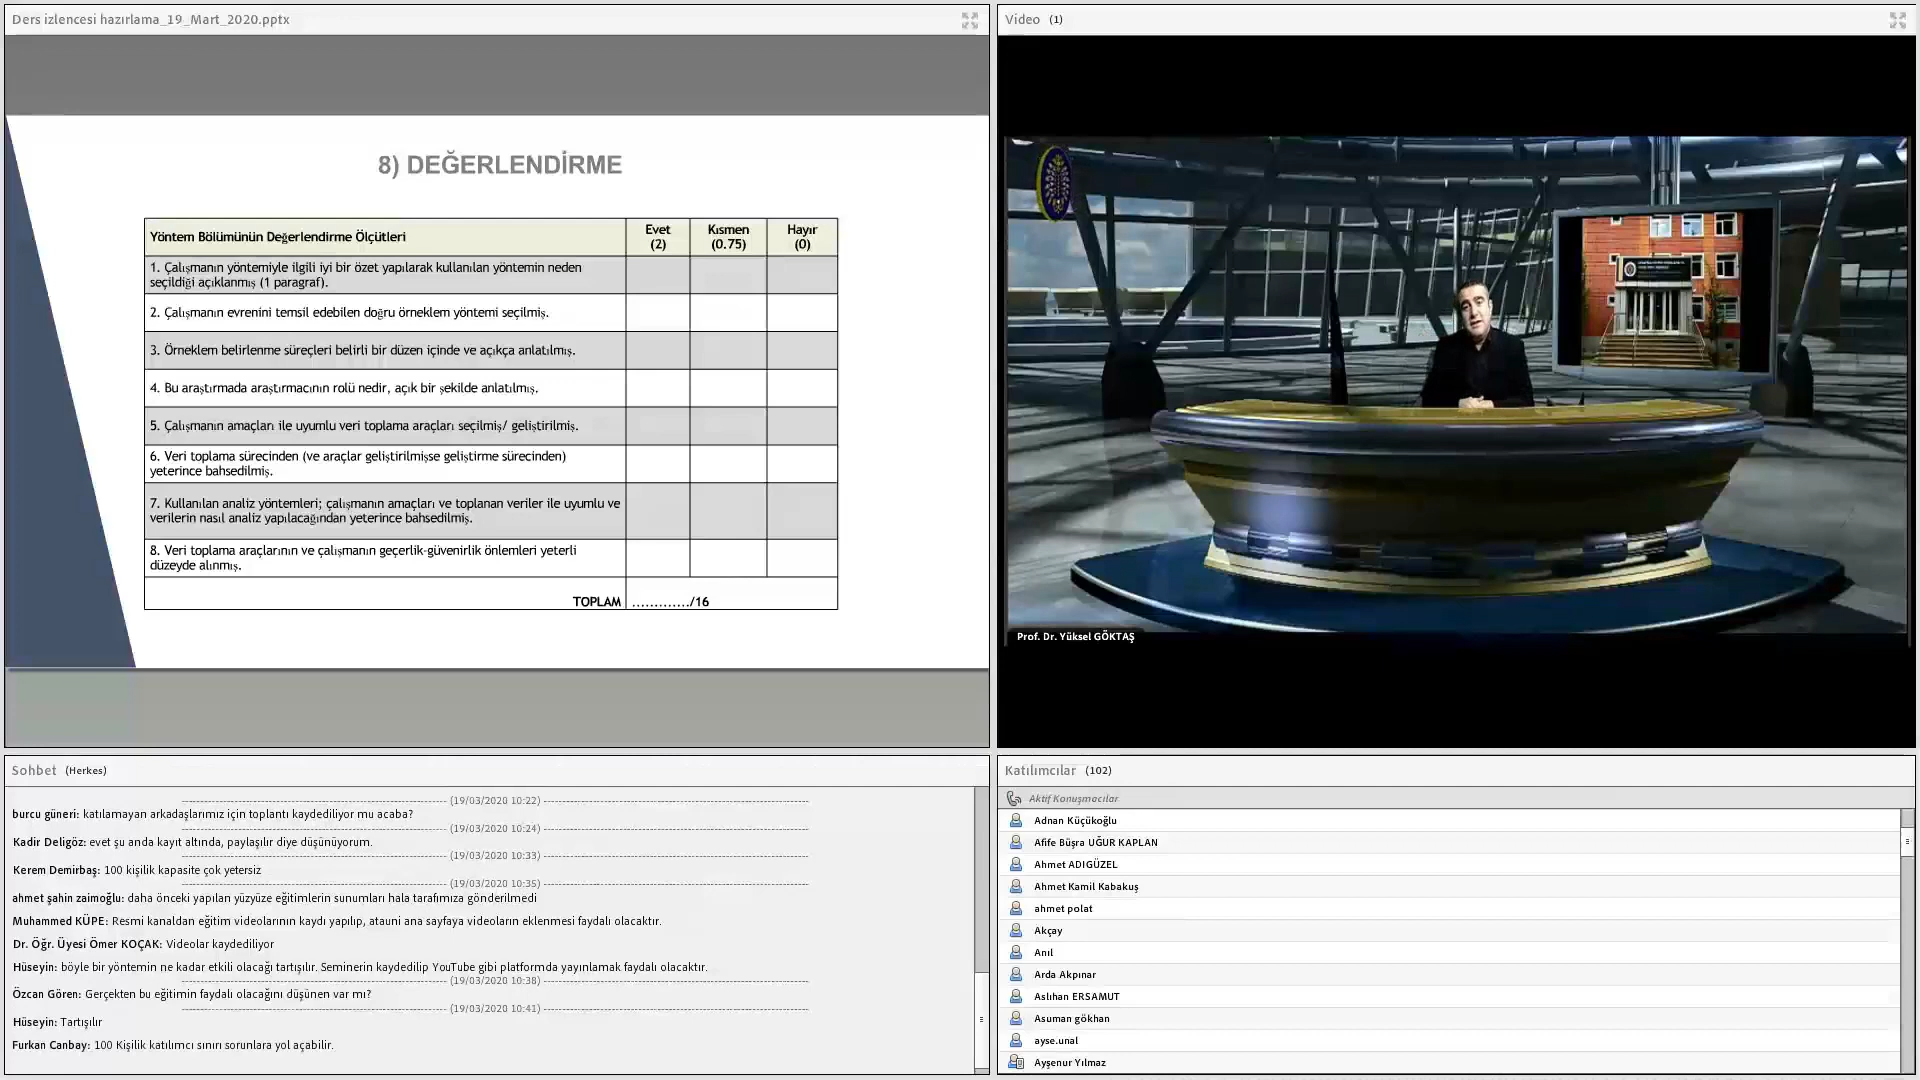 Ders izlencesi hazırlama_19_Mart_2020.pptx
8) DEĞERLENDİRME
Yöntem Bölümünün Değerlendirme Ölçütleri
Evet
(2)
Kısmen
(0.75)
Hayır
(0)
1. Çalışmanın yöntemiyle ilgili iyi bir özet yapılarak kullanılan yöntemin neden
seçildiği açıklanmış (1 paragraf).
2. Çalışmanın evrenini temsil edebilen doğru örneklem yöntemi seçilmiş.
3. Örneklem belirlenme süreçleri belirli bir düzen içinde ve açıkça anlatılmış.
4. Bu araştırmada araştırmacının rolü nedir, açık bir şekilde anlatılmış.
5. Çalışmanın amaçları ile uyumlu veri toplama araçları seçilmiş/ geliştirilmiş.
6. Veri toplama sürecinden (ve araçlar geliştirilmişse geliştirme sürecinden)
yeterince bahsedilmiş.
7. Kullanılan analiz yöntemleri; çalışmanın amaçları ve toplanan veriler ile uyumlu ve
verilerin nasıl analiz yapılacağından yeterince bahsedilmiş.
8. Veri toplama araçlarının ve çalışmanın geçerlik-güvenirlik önlemleri yeterli
düzeyde alınmış.
TOPLAM ............./16
Video (1)
Prof. Dr. Yüksel GÖKTAŞ
Sohbet (Herkes)
(19/03/2020 10:22)
burcu güneri: katılamayan arkadaşlarımız için toplantı kaydediliyor mu acaba?
(19/03/2020 10:24)
Kadir Deligöz: evet şu anda kayıt altında, paylaşılır diye düşünüyorum.
(19/03/2020 10:33)
Kerem Demirbaş: 100 kişilik kapasite çok yetersiz
(19/03/2020 10:35)
ahmet şahin zaimoğlu: daha önceki yapılan yüzyüze eğitimlerin sunumları hala tarafımıza gönderilmedi
Muhammed KÜPE: Resmi kanaldan eğitim videolarının kaydı yapılıp, atauni ana sayfaya videoların eklenmesi faydalı olacaktır.
Dr. Öğr. Üyesi Ömer KOÇAK: Videolar kaydediliyor
Hüseyin: böyle bir yöntemin ne kadar etkili olacağı tartışılır. Seminerin kaydedilip YouTube gibi platformda yayınlamak faydalı olacaktır.
(19/03/2020 10:38)
Özcan Gören: Gerçekten bu eğitimin faydalı olacağını düşünen var mı?
(19/03/2020 10:41)
Hüseyin: Tartışılır
Furkan Canbay: 100 Kişilik katılımcı sınırı sorunlara yol açabilir.
Katılımcılar (102)
Aktif Konuşmacılar
Adnan Küçükoğlu
Afife Büşra UĞUR KAPLAN
Ahmet ADIGÜZEL
Ahmet Kamil Kabakuş
ahmet polat
Akçay
Anıl
Arda Akpınar
Aslıhan ERSAMUT
Asuman gökhan
ayse.unal
Ayşenur Yılmaz